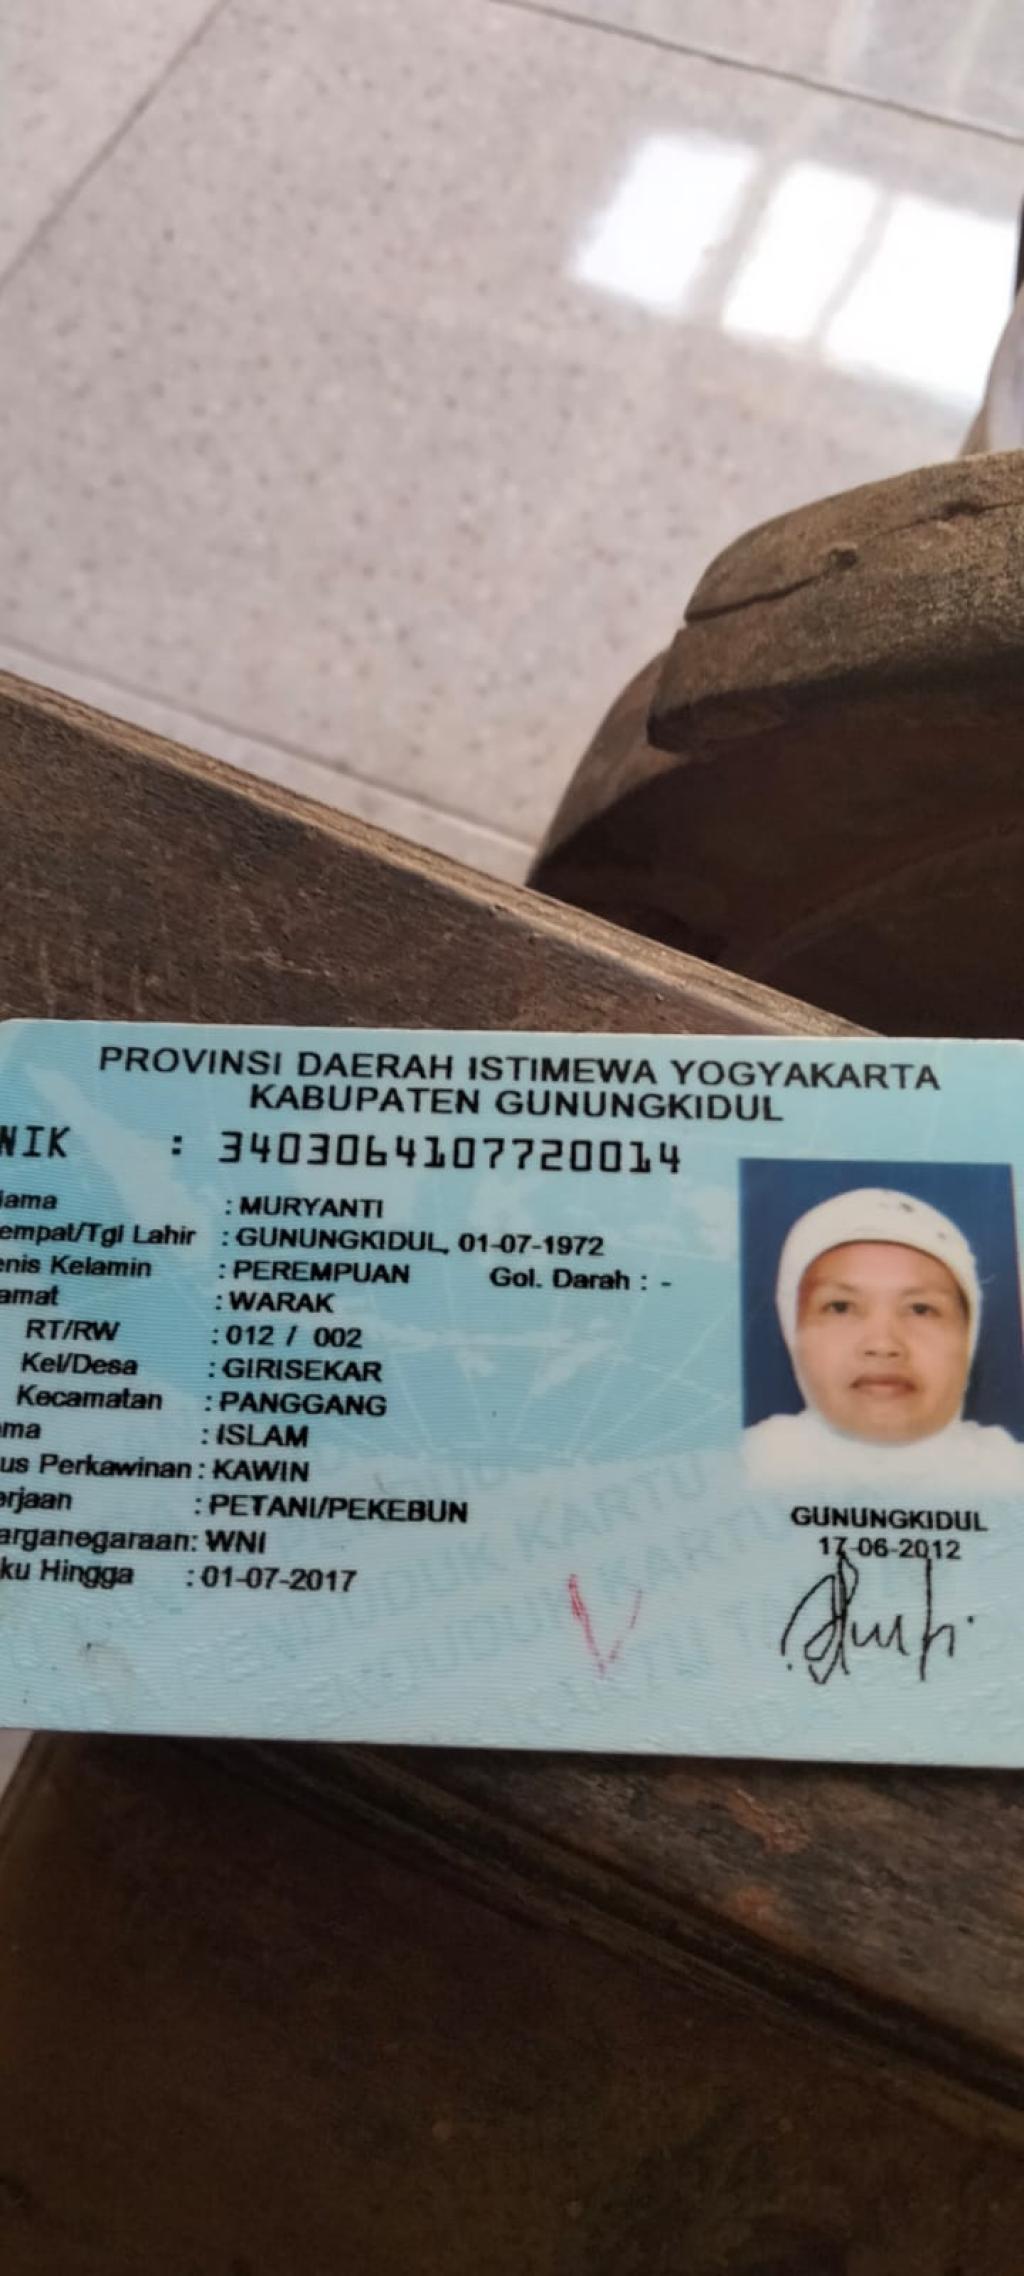 PROVINSI DAERAH ISTIMEWA YOGYAKARTA
KABUPATEN GUNUNGKIDUL
NIK : 3403064107720014
ama : MURYANTI
empat/Tgl Lahir : GUNUNGKIDUL, 01-07-1972
enis Kelamin : PEREMPUAN Gol. Darah : -
amat : WARAK
RT/RW : 012 / 002
Kel/Desa : GIRISEKAR
Kecamatan : PANGGANG
ma : ISLAM
us Perkawinan : KAWIN
erjaan : PETANI/PEKEBUN
arganegaraan : WNI
ku Hingga : 01-07-2017
GUNUNGKIDUL
17-06-2012